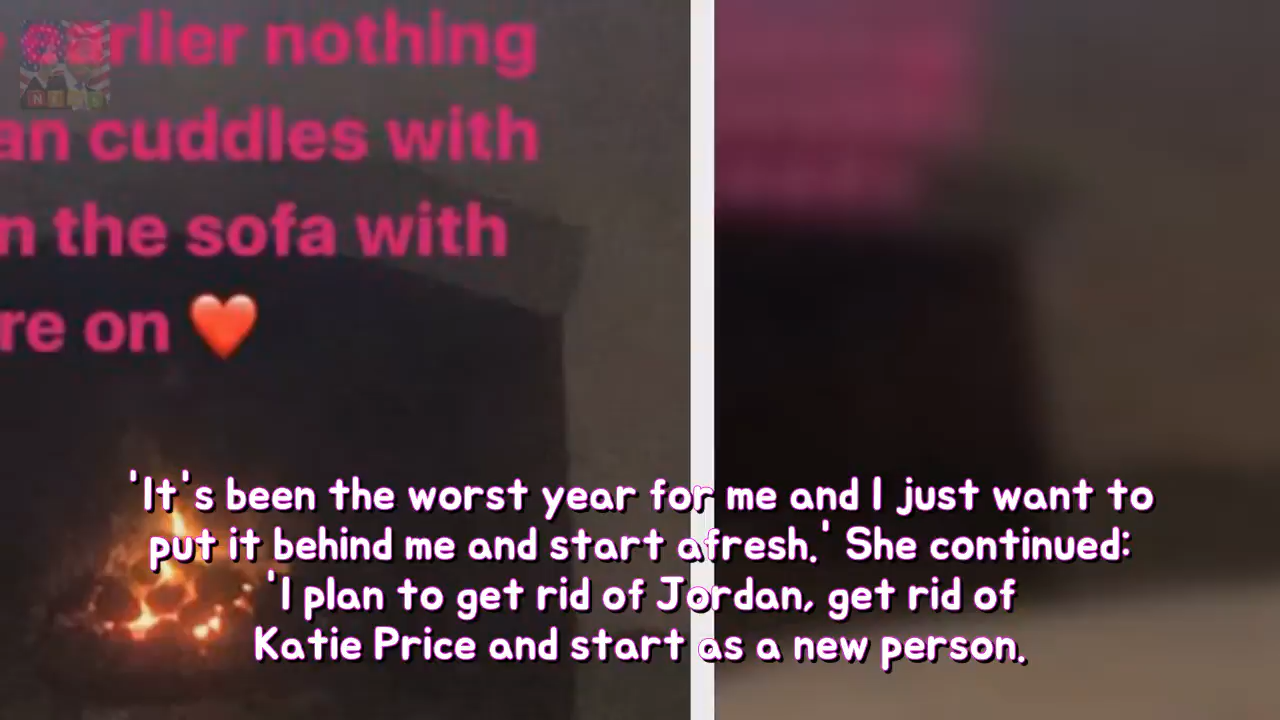 earlier nothing
an cuddles with
n the sofa with
re on ❤️
'It's been the worst year for me and I just want to
put it behind me and start afresh.' She continued:
'I plan to get rid of Jordan, get rid of
Katie Price and start as a new person.